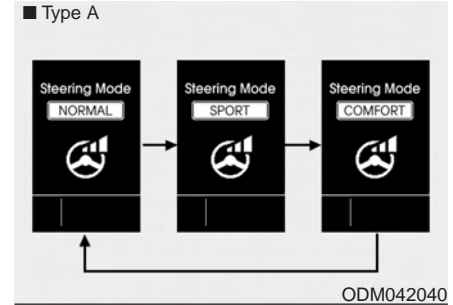 ■ Type A
Steering Mode
NORMAL
Steering Mode
SPORT
Steering Mode
COMFORT
ODM042040